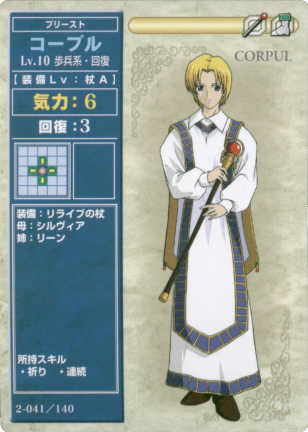 プリースト
コープル
Lv.10 歩兵系・回復
【装備Lv：杖A】
気力：6
回復：3
装備：リライブの杖
母：シルヴィア
姉：リーン
所持スキル
・祈り ・連続
2-041／140
CORPUL